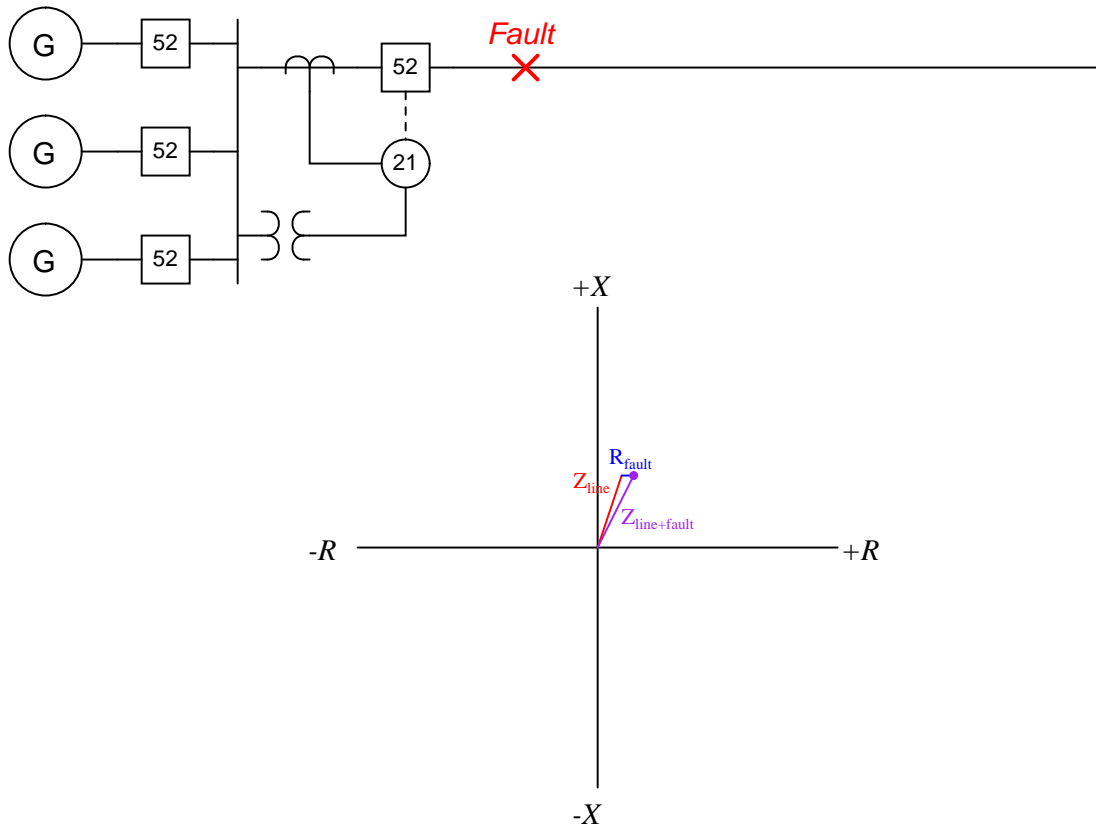 G
52
Fault
52
G
52
21
G
52
+X
R_fault
Z_line
Z_line+fault
-R
+R
-X